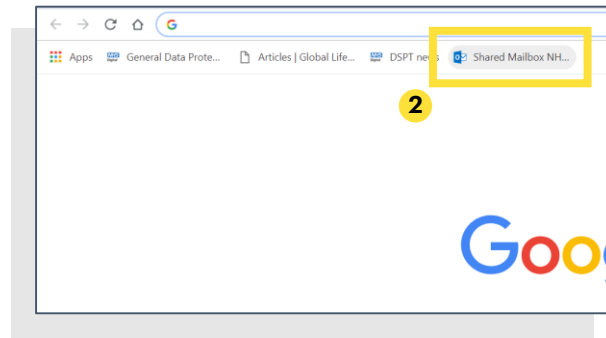 G
Apps General Data Prote... Articles | Global Life... DSPT news Shared Mailbox NH...
2
Goo